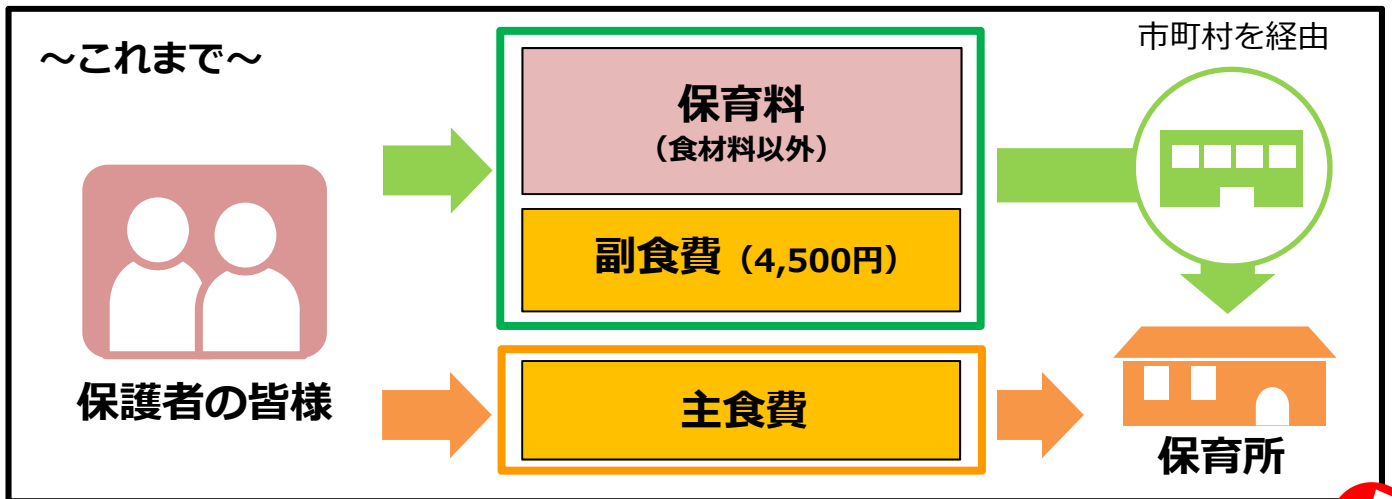 ～これまで～
市町村を経由
保育料
（食材料以外）
副食費（4,500円）
保護者の皆様
主食費
保育所